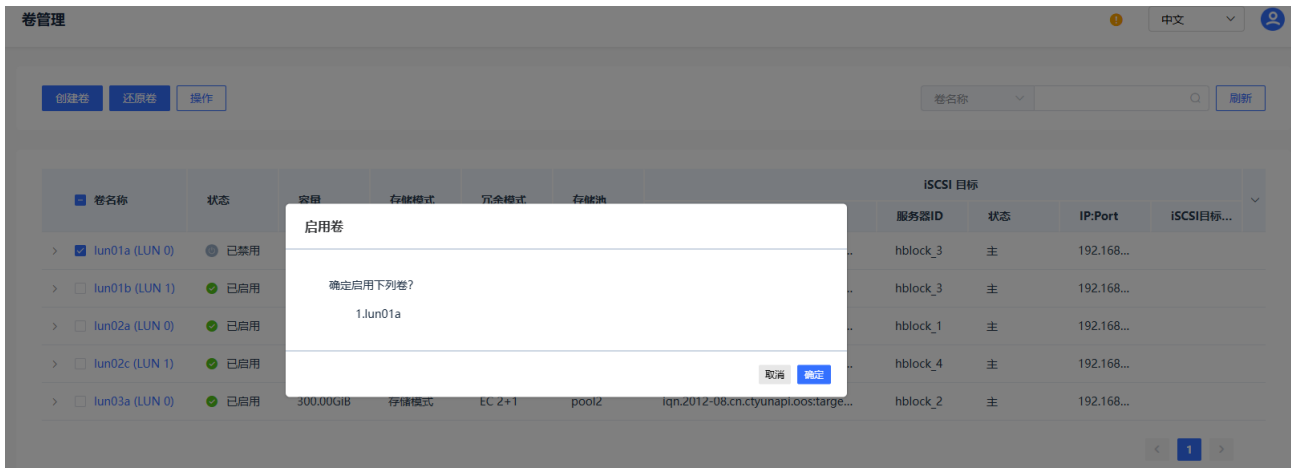 卷管理
中文
创建卷 还原卷 操作
卷名称 刷新
iSCSI 目标
卷名称 状态 容量 存储模式 冗余模式 存储池
服务器ID 状态 IP:Port iSCSI目标...
启用卷
确定启用下列卷?
1.lun01a
取消 确定
lun01a (LUN 0) 已禁用 hblock_3 主 192.168...
lun01b (LUN 1) 已启用 hblock_3 主 192.168...
lun02a (LUN 0) 已启用 hblock_1 主 192.168...
lun02c (LUN 1) 已启用 hblock_4 主 192.168...
lun03a (LUN 0) 已启用 300.00GiB 存储模式 EC 2+1 pool2 iqn.2012-08.cn.ctyunapi.oos:targe... hblock_2 主 192.168...
1